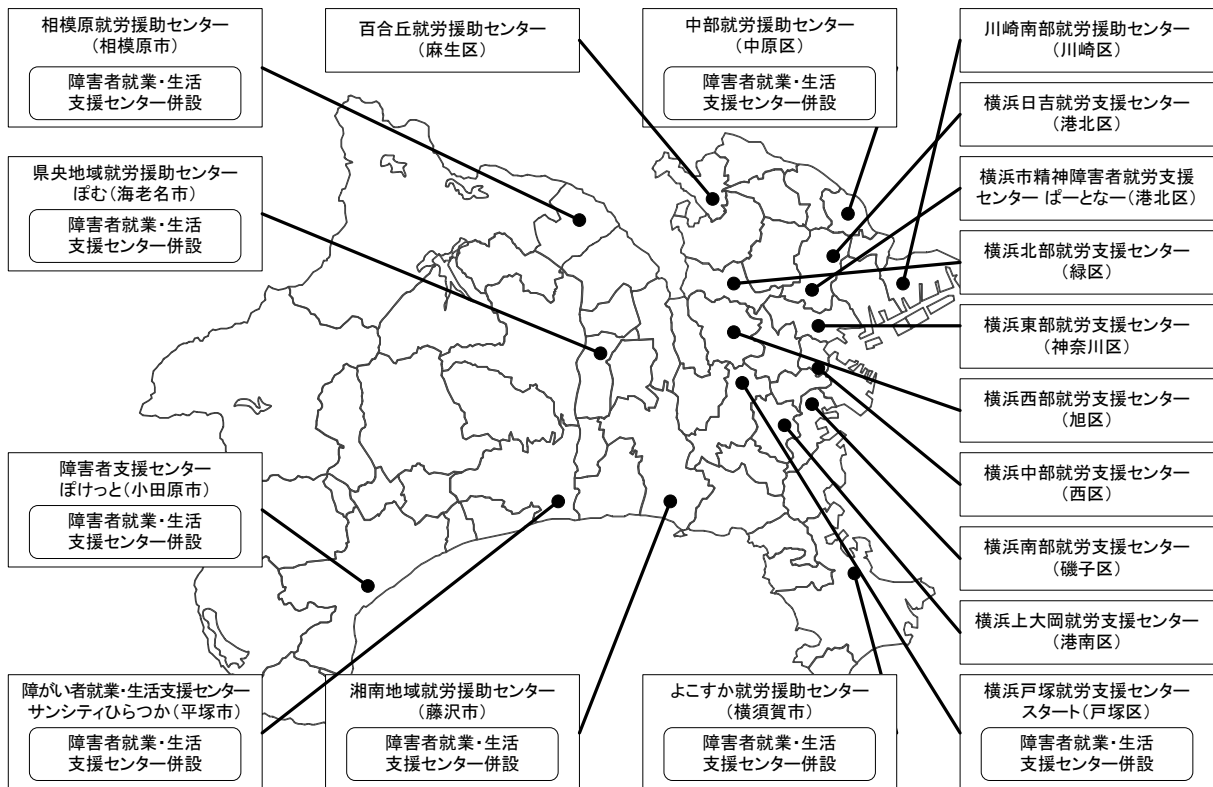 相模原就労援助センター
（相模原市）
障害者就業・生活
支援センター併設
百合丘就労援助センター
（麻生区）
中部就労援助センター
（中原区）
障害者就業・生活
支援センター併設
川崎南部就労援助センター
（川崎区）
横浜日吉就労支援センター
（港北区）
県央地域就労援助センター
ぽむ（海老名市）
障害者就業・生活
支援センター併設
横浜市精神障害者就労支援
センター ぱーとなー（港北区）
横浜北部就労支援センター
（緑区）
横浜東部就労支援センター
（神奈川区）
横浜西部就労支援センター
（旭区）
障害者支援センター
ぽけっと（小田原市）
障害者就業・生活
支援センター併設
横浜中部就労支援センター
（西区）
横浜南部就労支援センター
（磯子区）
横浜上大岡就労支援センター
（港南区）
障がい者就業・生活支援センター
サンシティひらつか（平塚市）
障害者就業・生活
支援センター併設
湘南地域就労援助センター
（藤沢市）
障害者就業・生活
支援センター併設
よこすか就労援助センター
（横須賀市）
障害者就業・生活
支援センター併設
横浜戸塚就労支援センター
スタート（戸塚区）
障害者就業・生活
支援センター併設